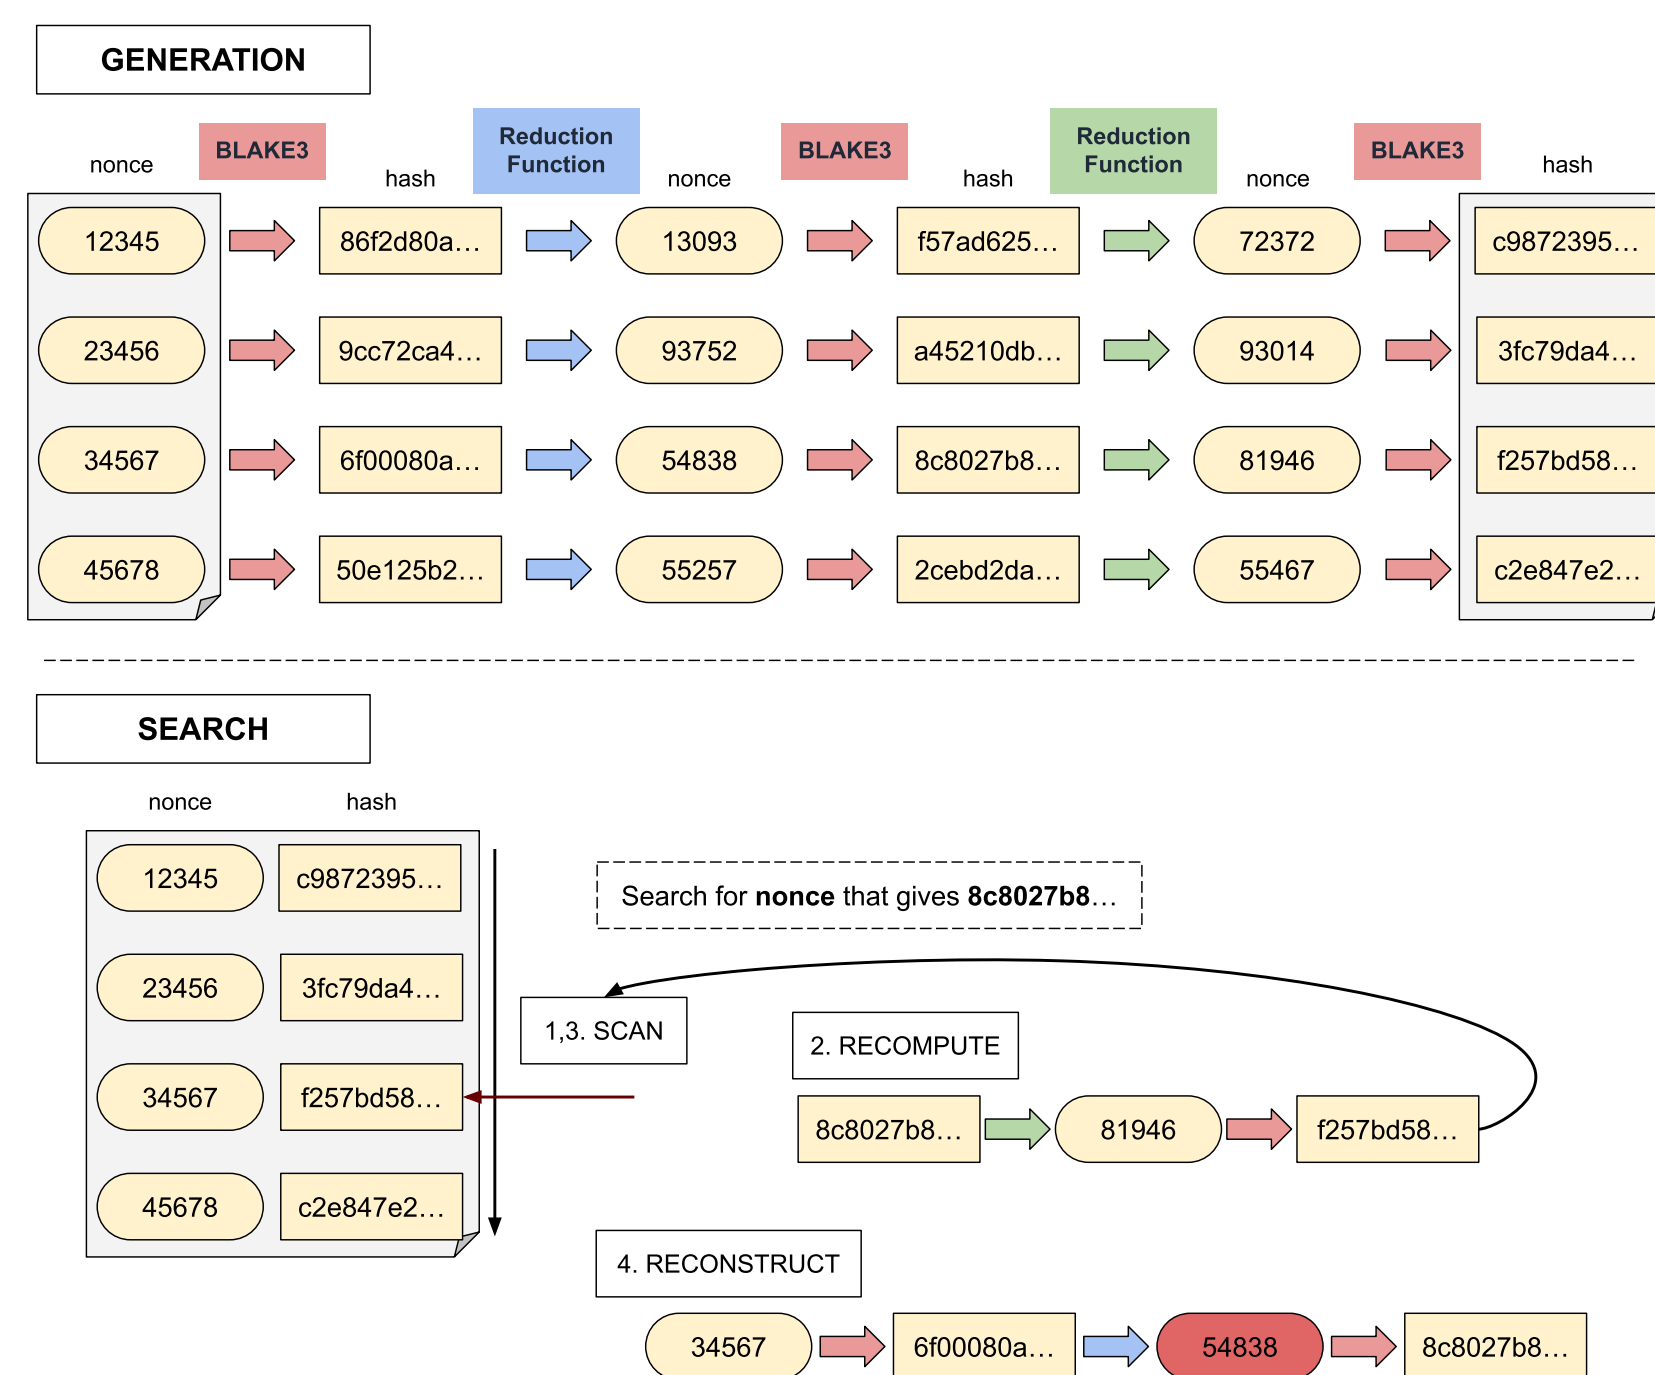 GENERATION
nonce
BLAKE3
hash
Reduction
Function
nonce
BLAKE3
hash
Reduction
Function
nonce
BLAKE3
hash
12345
86f2d80a…
13093
f57ad625…
72372
c9872395…
23456
9cc72ca4…
93752
a45210db…
93014
3fc79da4…
34567
6f00080a…
54838
8c8027b8…
81946
f257bd58…
45678
50e125b2…
55257
2cebd2da…
55467
c2e847e2…
SEARCH
nonce
hash
12345
c9872395…
23456
3fc79da4…
34567
f257bd58…
45678
c2e847e2…
Search for nonce that gives 8c8027b8…
1,3. SCAN
2. RECOMPUTE
8c8027b8…
81946
f257bd58…
4. RECONSTRUCT
34567
6f00080a…
54838
8c8027b8…